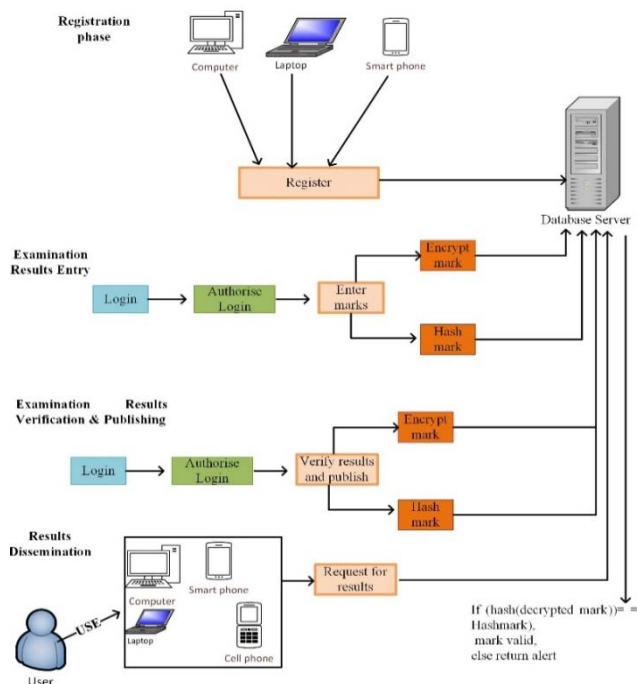 Registration
phase
Computer
Laptop
Smart phone
Register
Database Server
Examination
Results Entry
Login
Authorise
Login
Enter
marks
Encrypt
mark
Hash
mark
Examination Results
Verification & Publishing
Login
Authorise
Login
Verify results
and publish
Encrypt
mark
Hash
mark
Results
Dissemination
Computer
Smart phone
Laptop
Cell phone
USE
User
Request for
results
If (hash(decrypted mark))= =
Hashmark),
mark valid,
else return alert